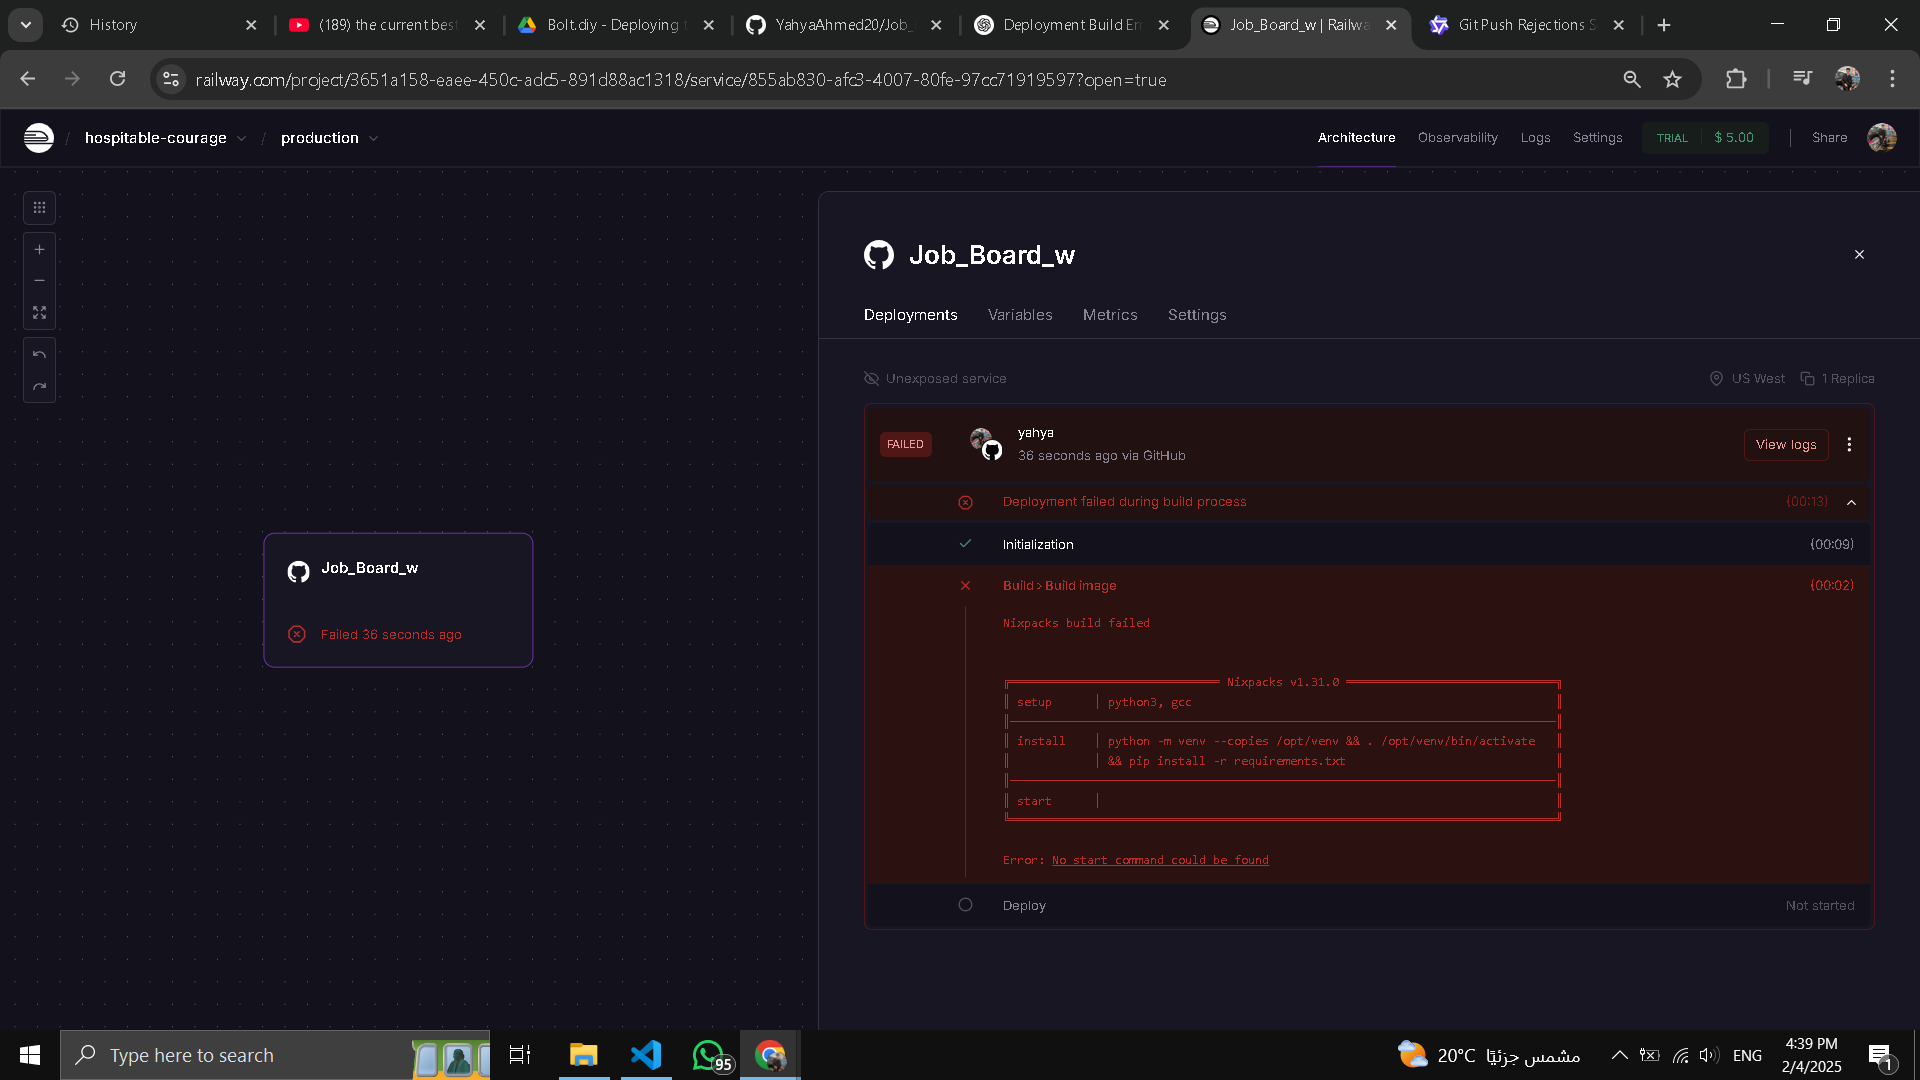 History
(189) the current best
Bolt.diy - Deploying
YahyaAhmed20/Job_
Deployment Build Er
Job_Board_w | Railwa
Git Push Rejections S
railway.com/project/3651a158-eaee-450c-adc5-891d88ac1318/service/855ab830-afc3-4007-80fe-97cc71919597?open=true
/ hospitable-courage / production
Architecture
Observability
Logs
Settings
TRIAL $ 5.00
Share
Job_Board_w
Deployments
Variables
Metrics
Settings
Unexposed service
US West
1 Replica
FAILED
yahya
36 seconds ago via GitHub
View logs
Deployment failed during build process (00:13)
Initialization (00:09)
Build > Build image (00:02)
Nixpacks build failed
Nixpacks v1.31.0
setup | python3, gcc
install | python -m venv --copies /opt/venv && . /opt/venv/bin/activate
| && pip install -r requirements.txt
start |
Error: No start command could be found
Deploy Not started
Job_Board_w
Failed 36 seconds ago
Type here to search
95
20°C مشمس جزئيًا
ENG
4:39 PM
2/4/2025
1